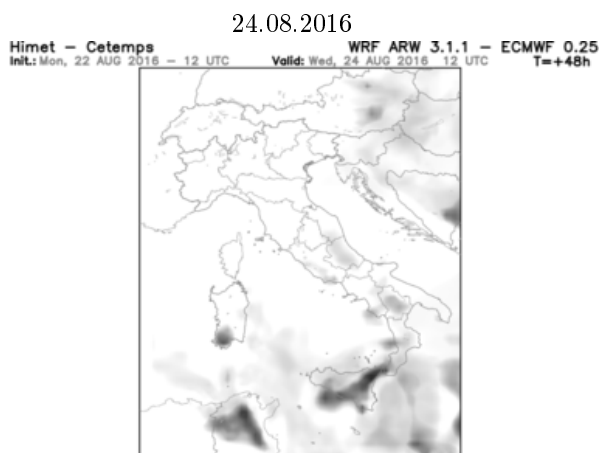 24.08.2016
Himet – Cetemps WRF ARW 3.1.1 – ECMWF 0.25
Init.: Mon, 22 AUG 2016 – 12 UTC Valid: Wed, 24 AUG 2016 12 UTC T=+48h